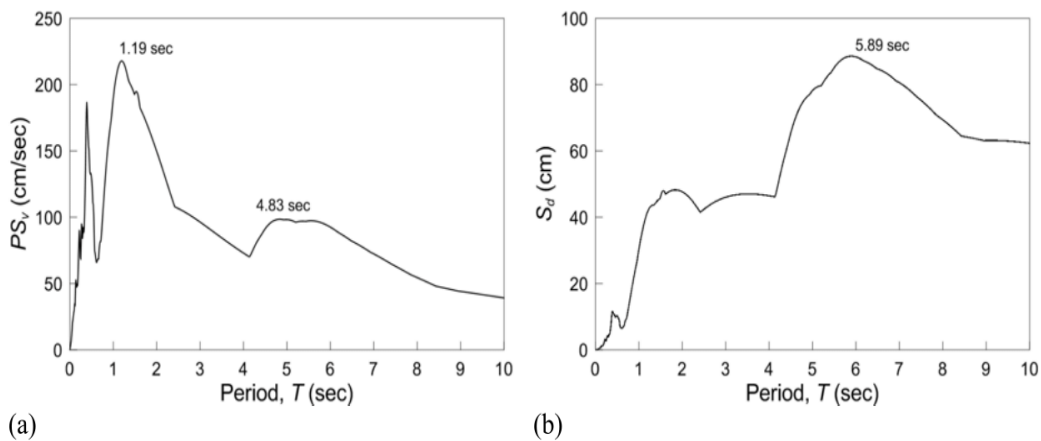 250
200
150
100
50
0
PSv (cm/sec)
1.19 sec
4.83 sec
0 1 2 3 4 5 6 7 8 9 10
Period, T (sec)
(a)
100
80
60
40
20
0
Sd (cm)
5.89 sec
0 1 2 3 4 5 6 7 8 9 10
Period, T (sec)
(b)